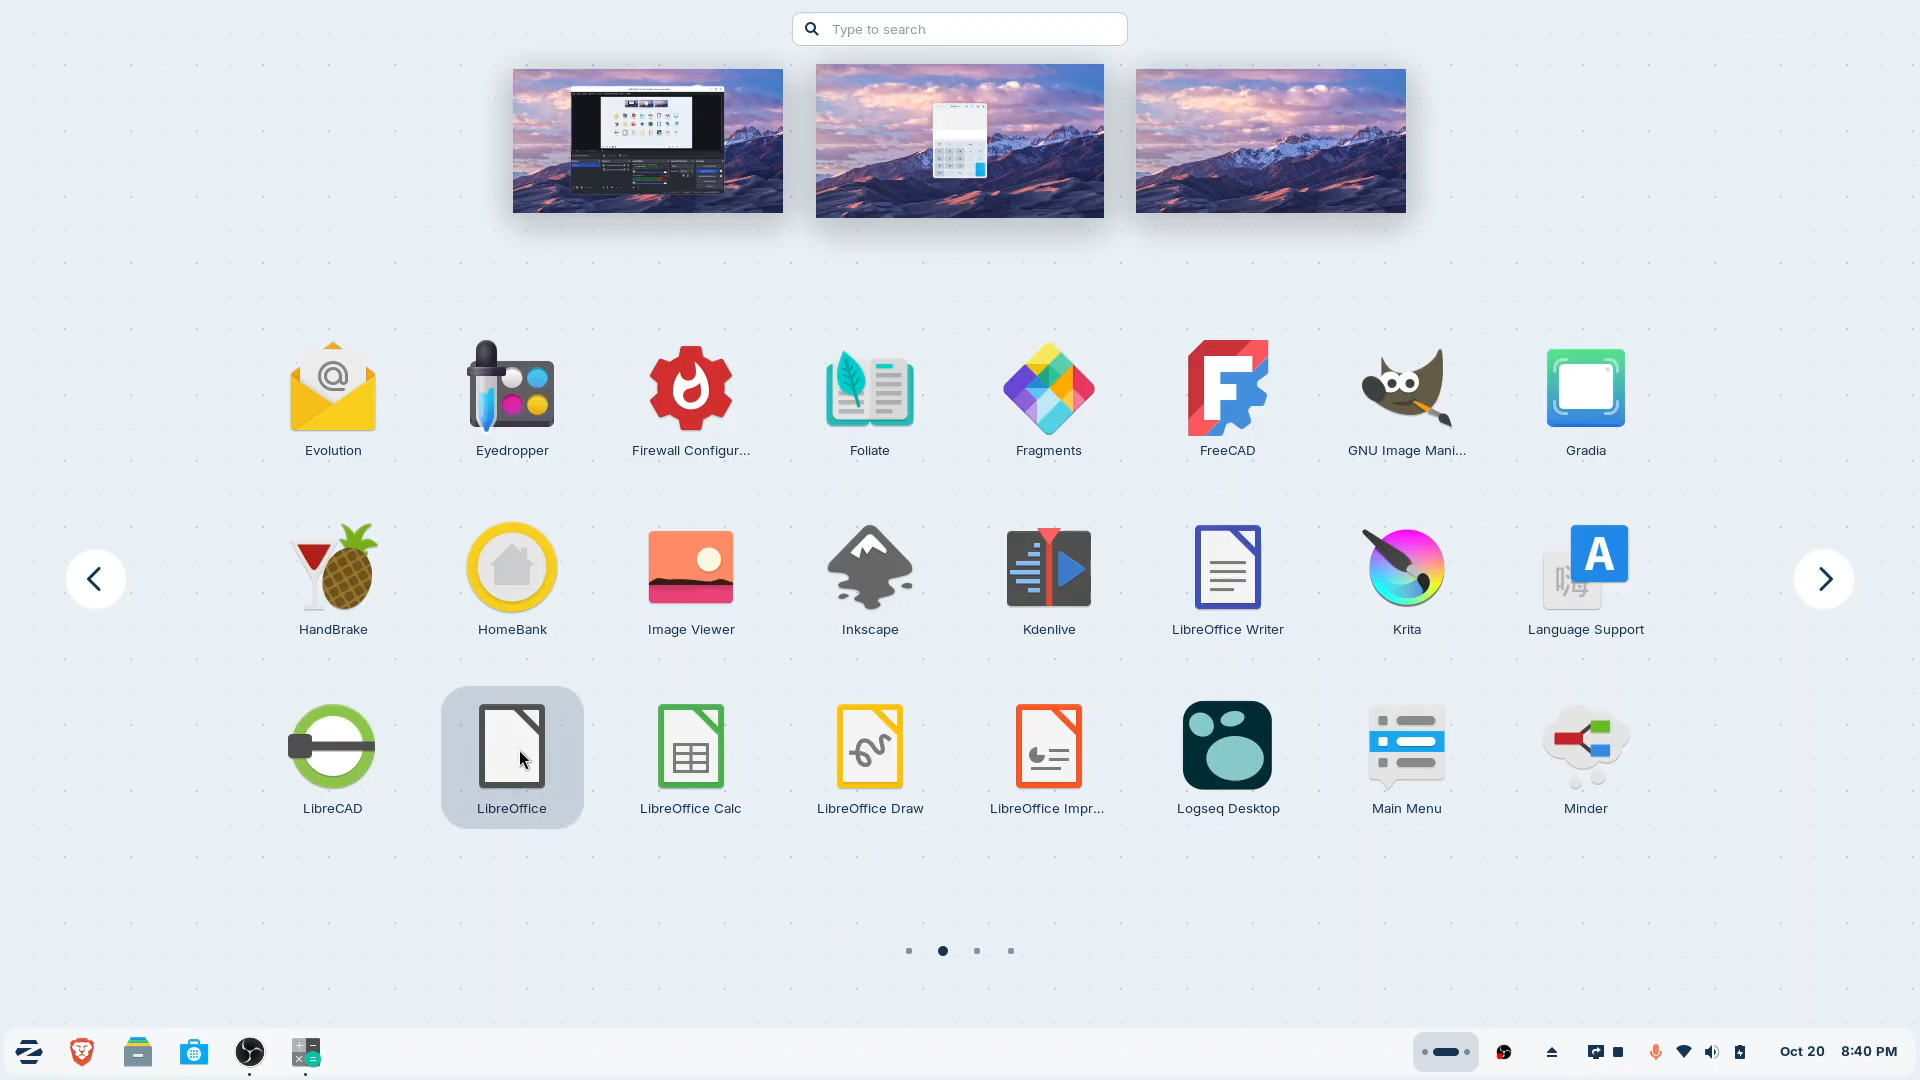 Type to search
Evolution
Eyedropper
Firewall Configur...
Foliate
Fragments
FreeCAD
GNU Image Mani...
Gradia
HandBrake
HomeBank
Image Viewer
Inkscape
Kdenlive
LibreOffice Writer
Krita
Language Support
LibreCAD
LibreOffice
LibreOffice Calc
LibreOffice Draw
LibreOffice Impr...
Logseq Desktop
Main Menu
Minder
Oct 20 8:40 PM